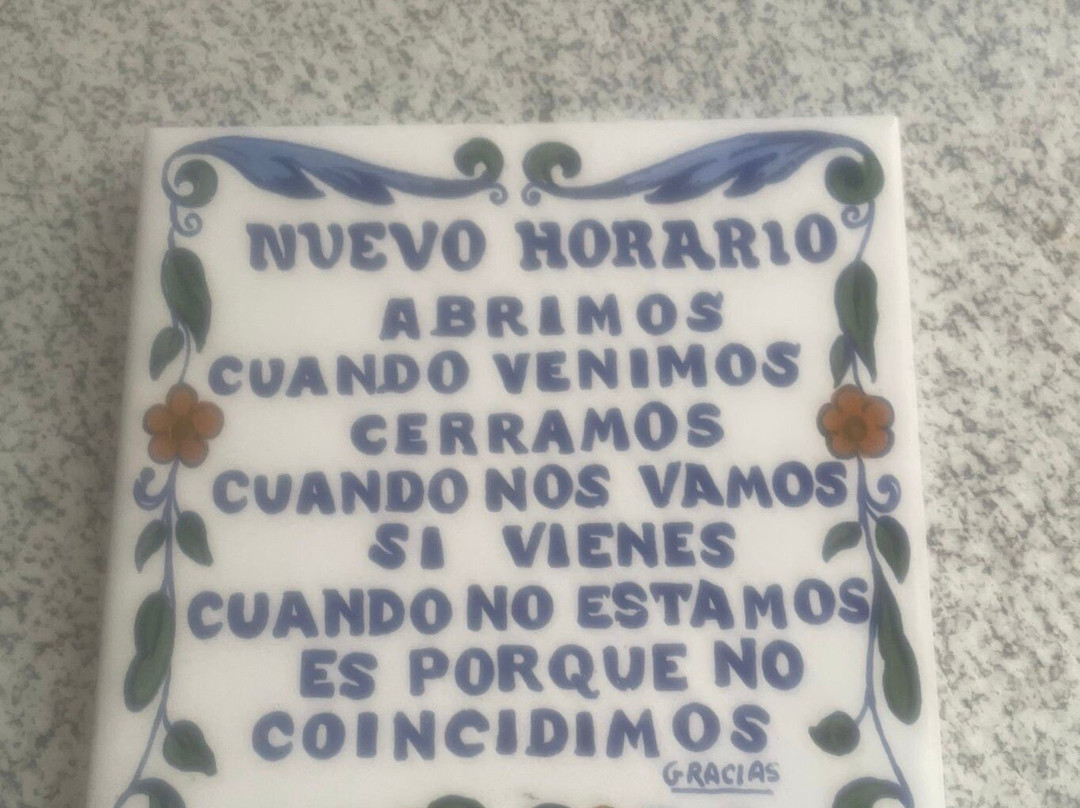 NUEVO HORARIO
ABRIMOS
CUANDO VENIMOS
CERRAMOS
CUANDO NOS VAMOS
SI VIENES
CUANDO NO ESTAMOS
ES PORQUE NO
COINCIDIMOS
GRACIAS